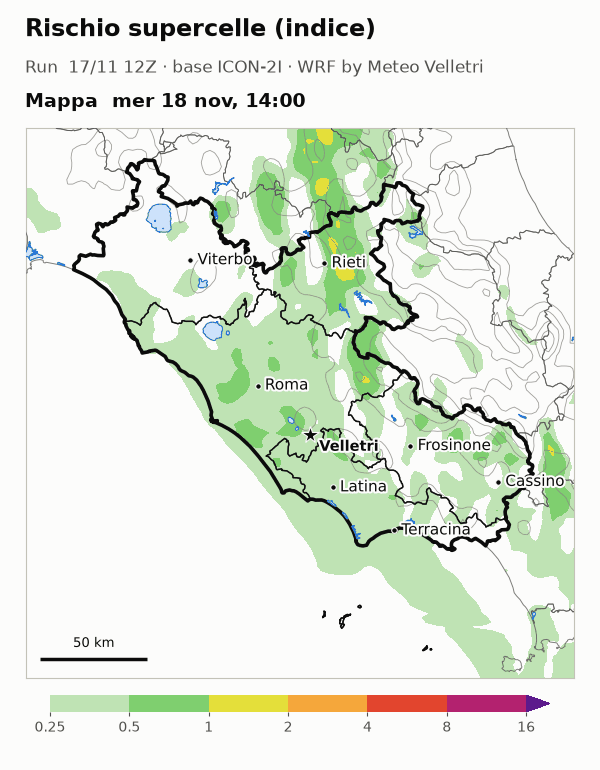 Rischio supercelle (indice)
Run  17/11 12Z · base ICON-2I · WRF by Meteo Velletri
Mappa  mer 18 nov, 14:00
Viterbo
Rieti
Roma
Velletri
Frosinone
Latina
Cassino
Terracina
50 km
0.25 0.5 1 2 4 8 16